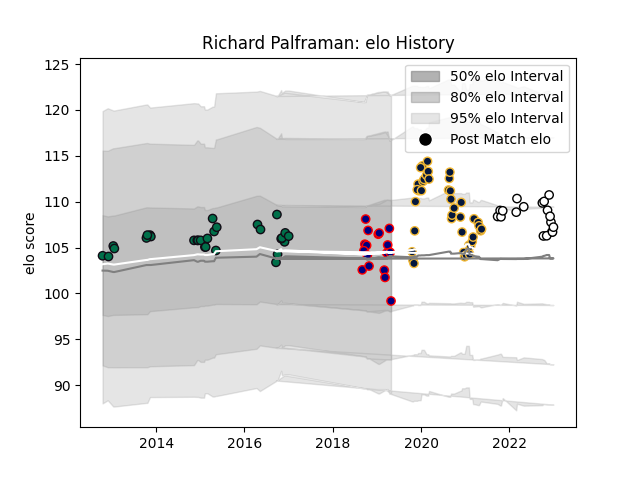 Richard Palframan: elo History
50% elo Interval
80% elo Interval
95% elo Interval
Post Match elo
elo score
125
120
115
110
105
100
95
90
2014
2016
2018
2020
2022